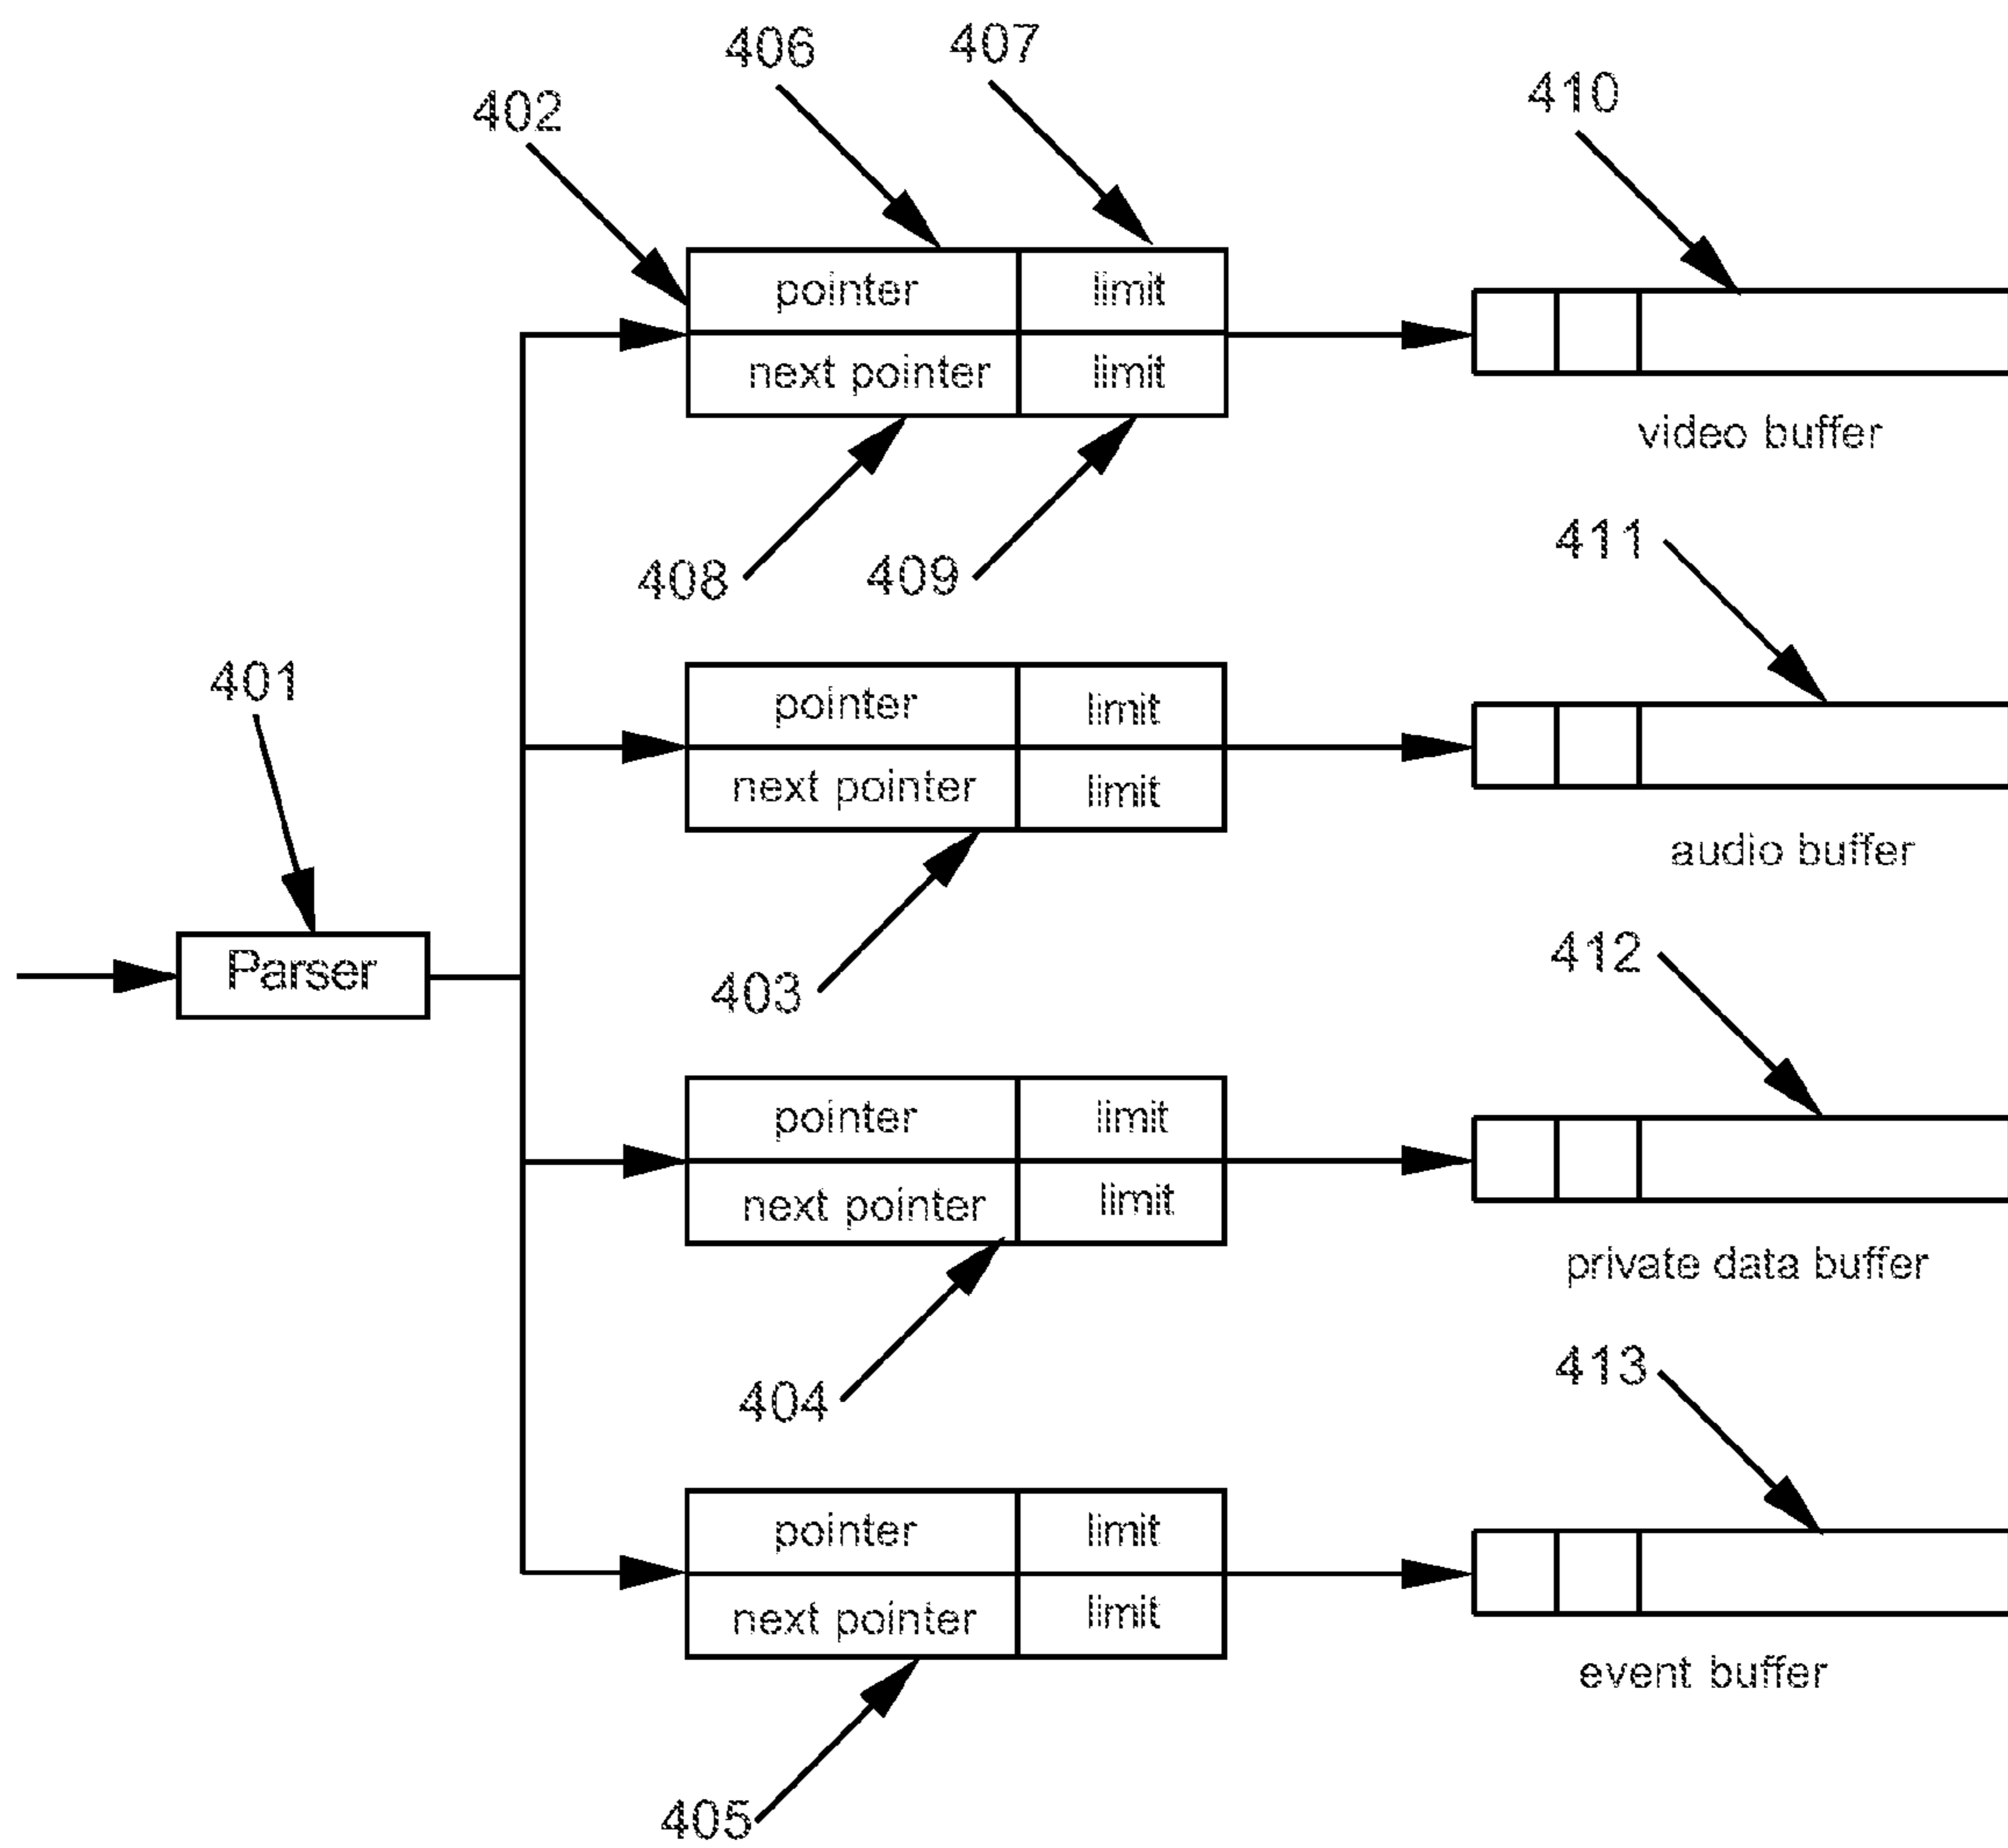 406
407
402
410
pointer
limit
next pointer
limit
video buffer
408
409
411
401
pointer
limit
next pointer
limit
audio buffer
403
412
Parser
pointer
limit
next pointer
limit
private data buffer
404
413
pointer
limit
next pointer
limit
event buffer
405